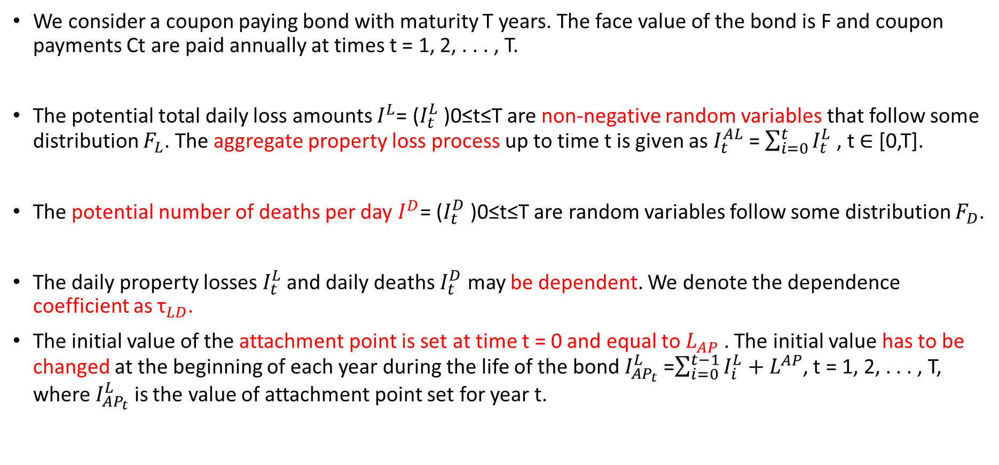 • We consider a coupon paying bond with maturity T years. The face value of the bond is F and coupon
payments Ct are paid annually at times t = 1, 2, . . . , T.
• The potential total daily loss amounts $I^L$= ($I_t^L$ )0≤t≤T are non-negative random variables that follow some
distribution $F_L$. The aggregate property loss process up to time t is given as $I_t^{AL}$ = $\sum_{i=0}^{t} I_t^L$ , t ∈ [0,T].
• The potential number of deaths per day $I^D$= ($I_t^D$ )0≤t≤T are random variables follow some distribution $F_D$.
• The daily property losses $I_t^L$ and daily deaths $I_t^D$ may be dependent. We denote the dependence
coefficient as τ$_{LD}$.
• The initial value of the attachment point is set at time t = 0 and equal to $L_{AP}$ . The initial value has to be
changed at the beginning of each year during the life of the bond $I_{AP_t}^L$ =$\sum_{i=0}^{t-1} I_i^L + L^{AP}$, t = 1, 2, . . . , T,
where $I_{AP_t}^L$ is the value of attachment point set for year t.